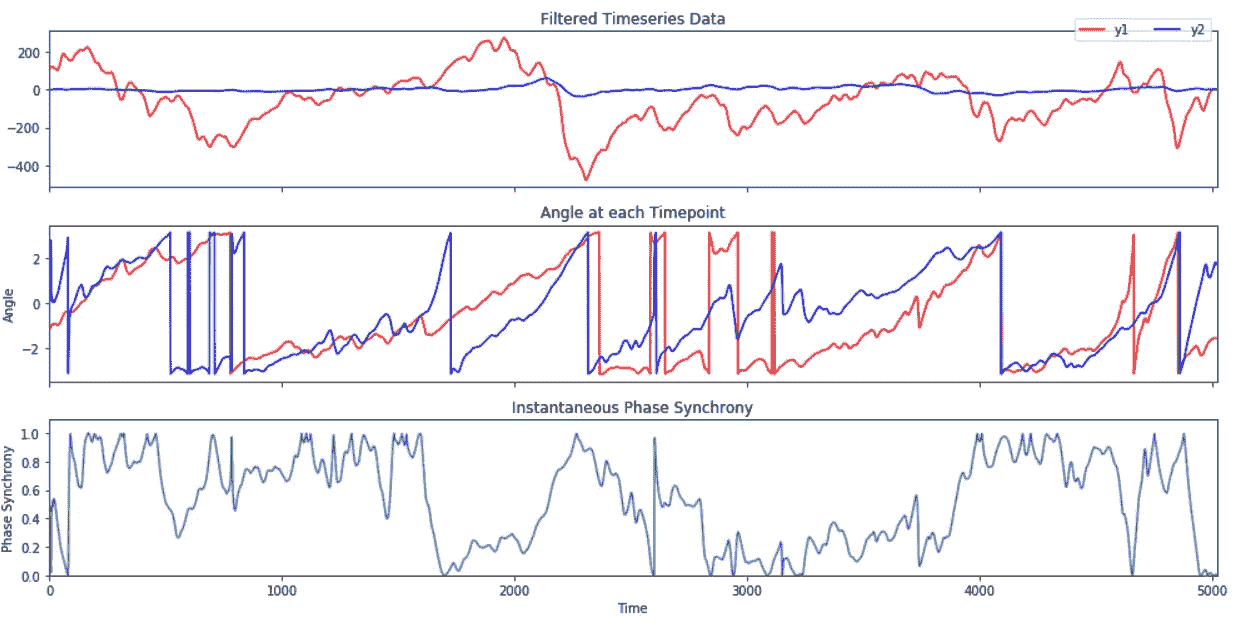 Filtered Timeseries Data
y1 y2
200
0
−200
−400
Angle at each Timepoint
Angle
2
0
−2
Instantaneous Phase Synchrony
Phase Synchrony
1.0
0.8
0.6
0.4
0.2
0.0
0 1000 2000 3000 4000 5000
Time